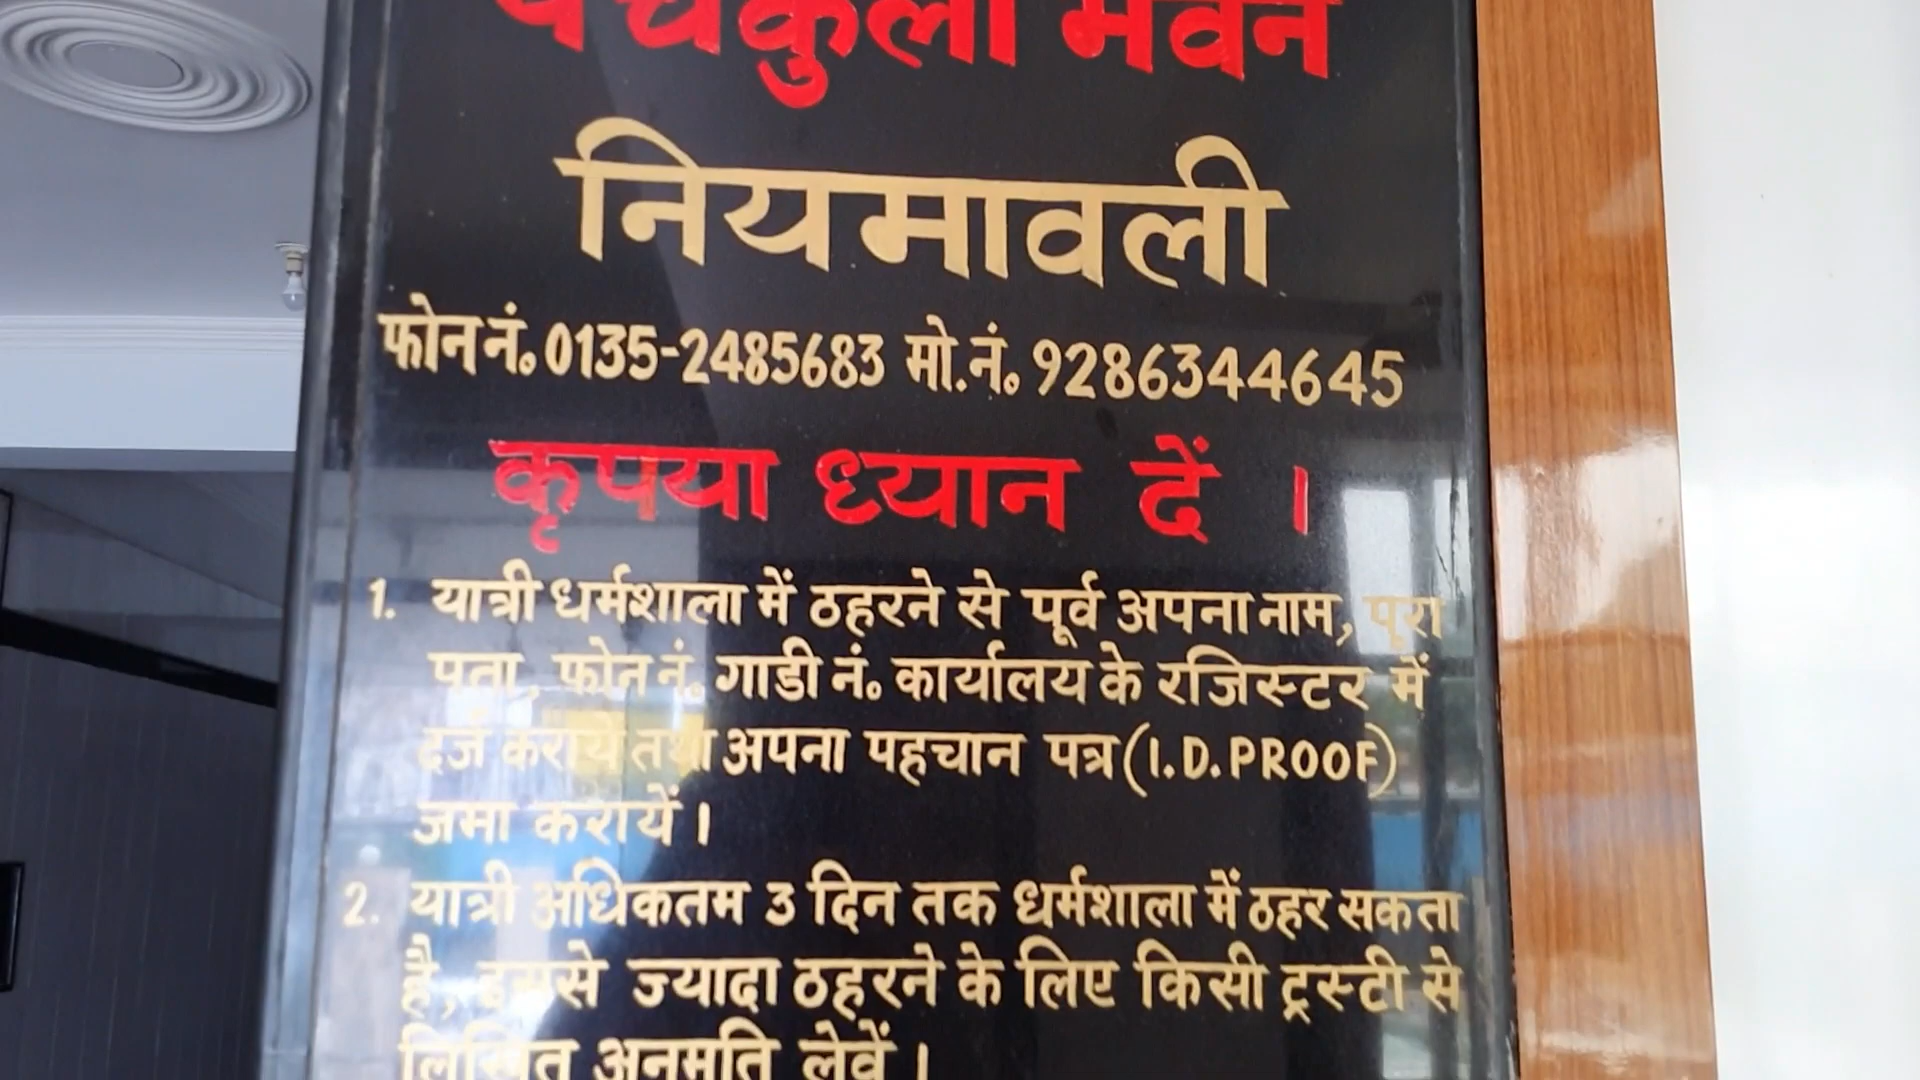 पंचकुला भवन
नियमावली
फोन नं. 0135-2485683 मो.नं. 9286344645
कृपया ध्यान दें ।
1. यात्री धर्मशाला में ठहरने से पूर्व अपना नाम, पूरा
पता, फोन नं. गाडी नं. कार्यालय के रजिस्टर में
दर्ज करायें तथा अपना पहचान पत्र (I.D.PROOF)
जमा करायें ।
2. यात्री अधिकतम 3 दिन तक धर्मशाला में ठहर सकता
है, इससे ज्यादा ठहरने के लिए किसी ट्रस्टी से
लिखित अनुमति लेवें ।